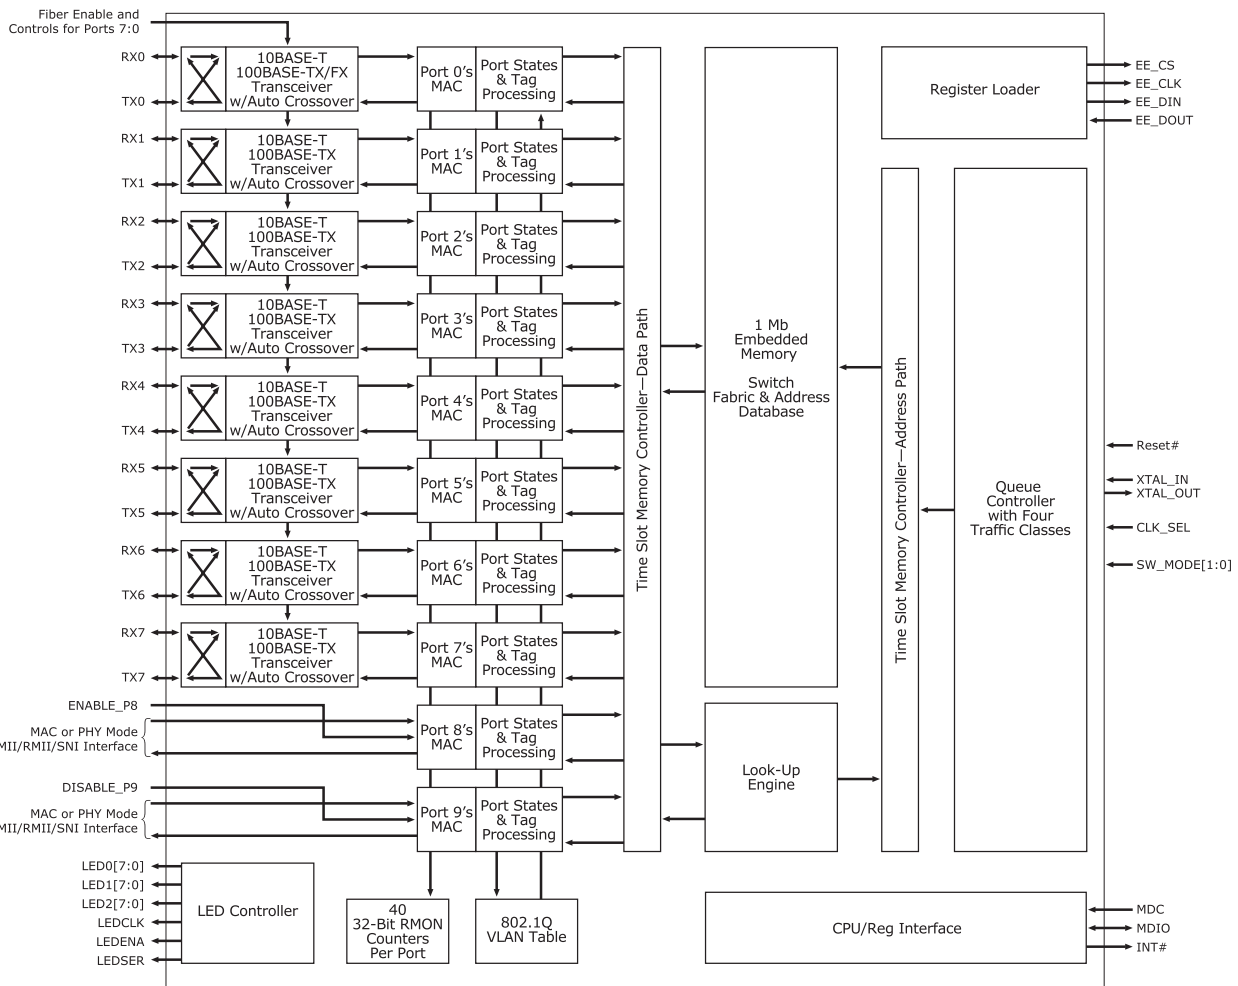 Fiber Enable and
Controls for Ports 7:0
RX0
TX0
10BASE-T
100BASE-TX/FX
Transceiver
w/Auto Crossover
Port 0's
MAC
Port States
& Tag
Processing
RX1
TX1
10BASE-T
100BASE-TX
Transceiver
w/Auto Crossover
Port 1's
MAC
Port States
& Tag
Processing
RX2
TX2
10BASE-T
100BASE-TX
Transceiver
w/Auto Crossover
Port 2's
MAC
Port States
& Tag
Processing
RX3
TX3
10BASE-T
100BASE-TX
Transceiver
w/Auto Crossover
Port 3's
MAC
Port States
& Tag
Processing
RX4
TX4
10BASE-T
100BASE-TX
Transceiver
w/Auto Crossover
Port 4's
MAC
Port States
& Tag
Processing
RX5
TX5
10BASE-T
100BASE-TX
Transceiver
w/Auto Crossover
Port 5's
MAC
Port States
& Tag
Processing
RX6
TX6
10BASE-T
100BASE-TX
Transceiver
w/Auto Crossover
Port 6's
MAC
Port States
& Tag
Processing
RX7
TX7
10BASE-T
100BASE-TX
Transceiver
w/Auto Crossover
Port 7's
MAC
Port States
& Tag
Processing
ENABLE_P8
MAC or PHY Mode
MII/RMII/SNI Interface
Port 8's
MAC
Port States
& Tag
Processing
DISABLE_P9
MAC or PHY Mode
MII/RMII/SNI Interface
Port 9's
MAC
Port States
& Tag
Processing
LED0[7:0]
LED1[7:0]
LED2[7:0]
LEDCLK
LEDENA
LEDSER
LED Controller
40
32-Bit RMON
Counters
Per Port
802.1Q
VLAN Table
Time Slot Memory Controller—Data Path
1 Mb
Embedded
Memory
Switch
Fabric & Address
Database
Look-Up
Engine
Time Slot Memory Controller—Address Path
Queue
Controller
with Four
Traffic Classes
Register Loader
EE_CS
EE_CLK
EE_DIN
EE_DOUT
Reset#
XTAL_IN
XTAL_OUT
CLK_SEL
SW_MODE[1:0]
CPU/Reg Interface
MDC
MDIO
INT#